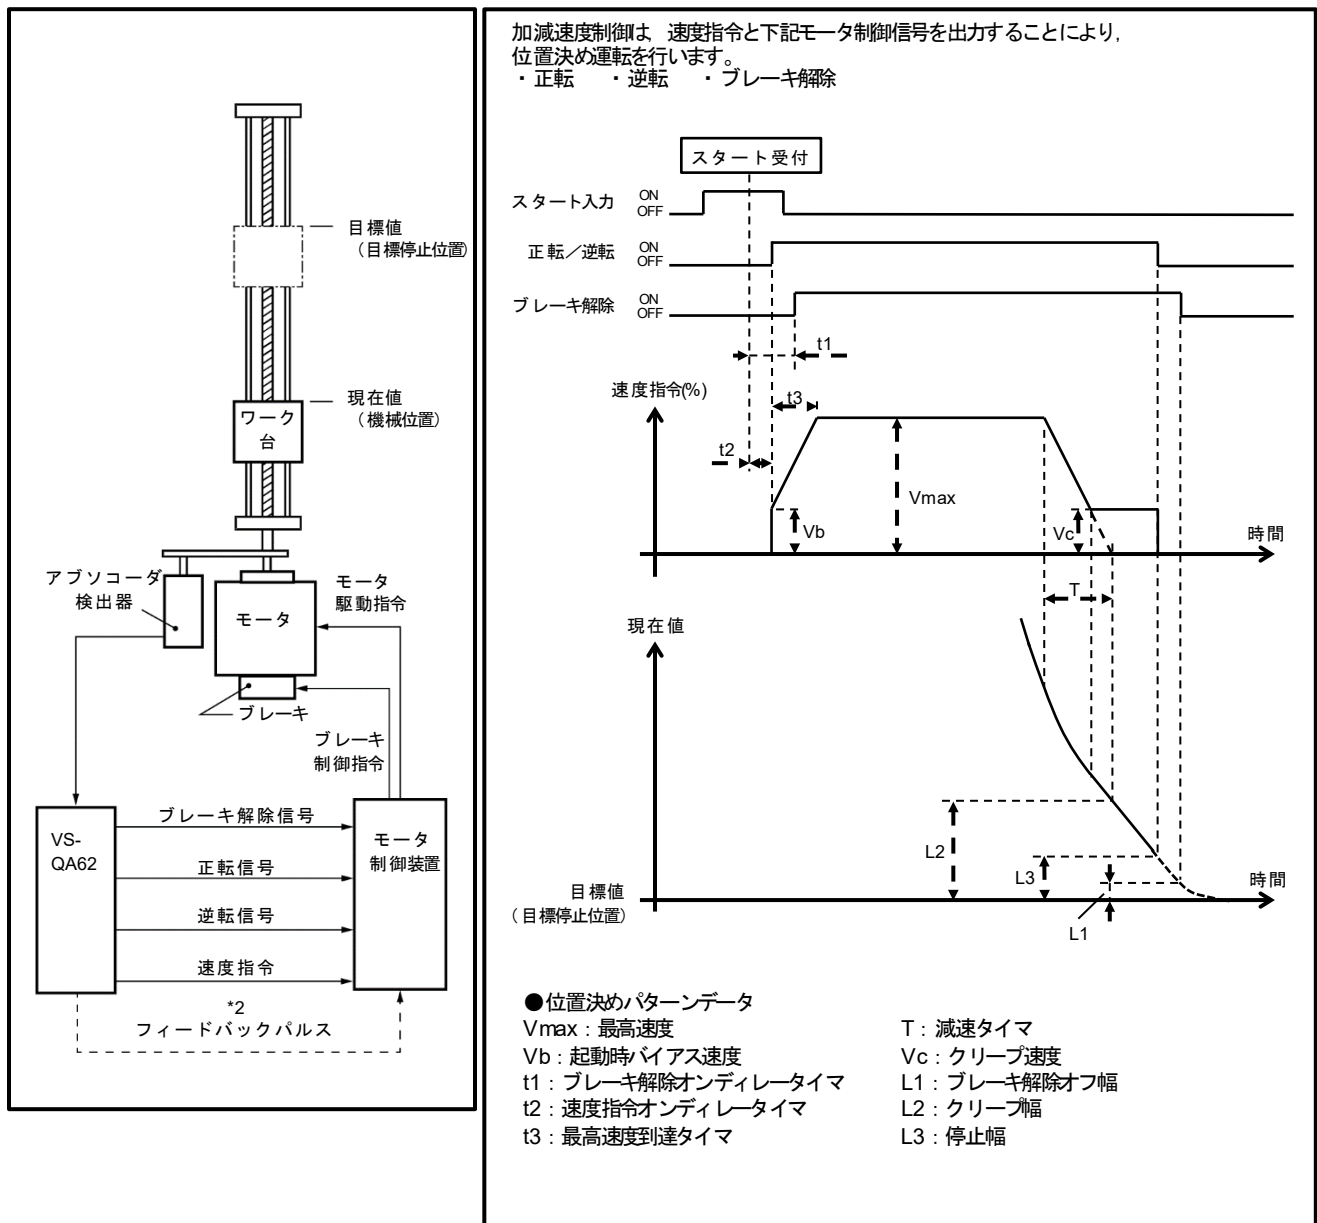 目標値
(目標停止位置)
現在値
(機械位置)
ワーク
台
アブソコーダ
検出器
モータ
駆動指令
モータ
ブレーキ
ブレーキ
制御指令
VS-
QA62
ブレーキ解除信号
正転信号
逆転信号
速度指令
モータ
制御装置
*2
フィードバックパルス
加減速度制御は、速度指令と下記モータ制御信号を出力することにより,
位置決め運転を行います。
・正転 ・逆転 ・ブレーキ解除
スタート受付
スタート入力 ON
OFF
正転/逆転 ON
OFF
ブレーキ解除 ON
OFF
t1
速度指令(%)
t3
t2
Vmax
Vb
Vc
時間
T
現在値
L2
L3
L1
目標値
(目標停止位置)
時間
●位置決めパターンデータ
Vmax:最高速度
Vb:起動時バイアス速度
t1:ブレーキ解除オンディレータイマ
t2:速度指令オンディレータイマ
t3:最高速度到達タイマ
T:減速タイマ
Vc:クリープ速度
L1:ブレーキ解除オフ幅
L2:クリープ幅
L3:停止幅